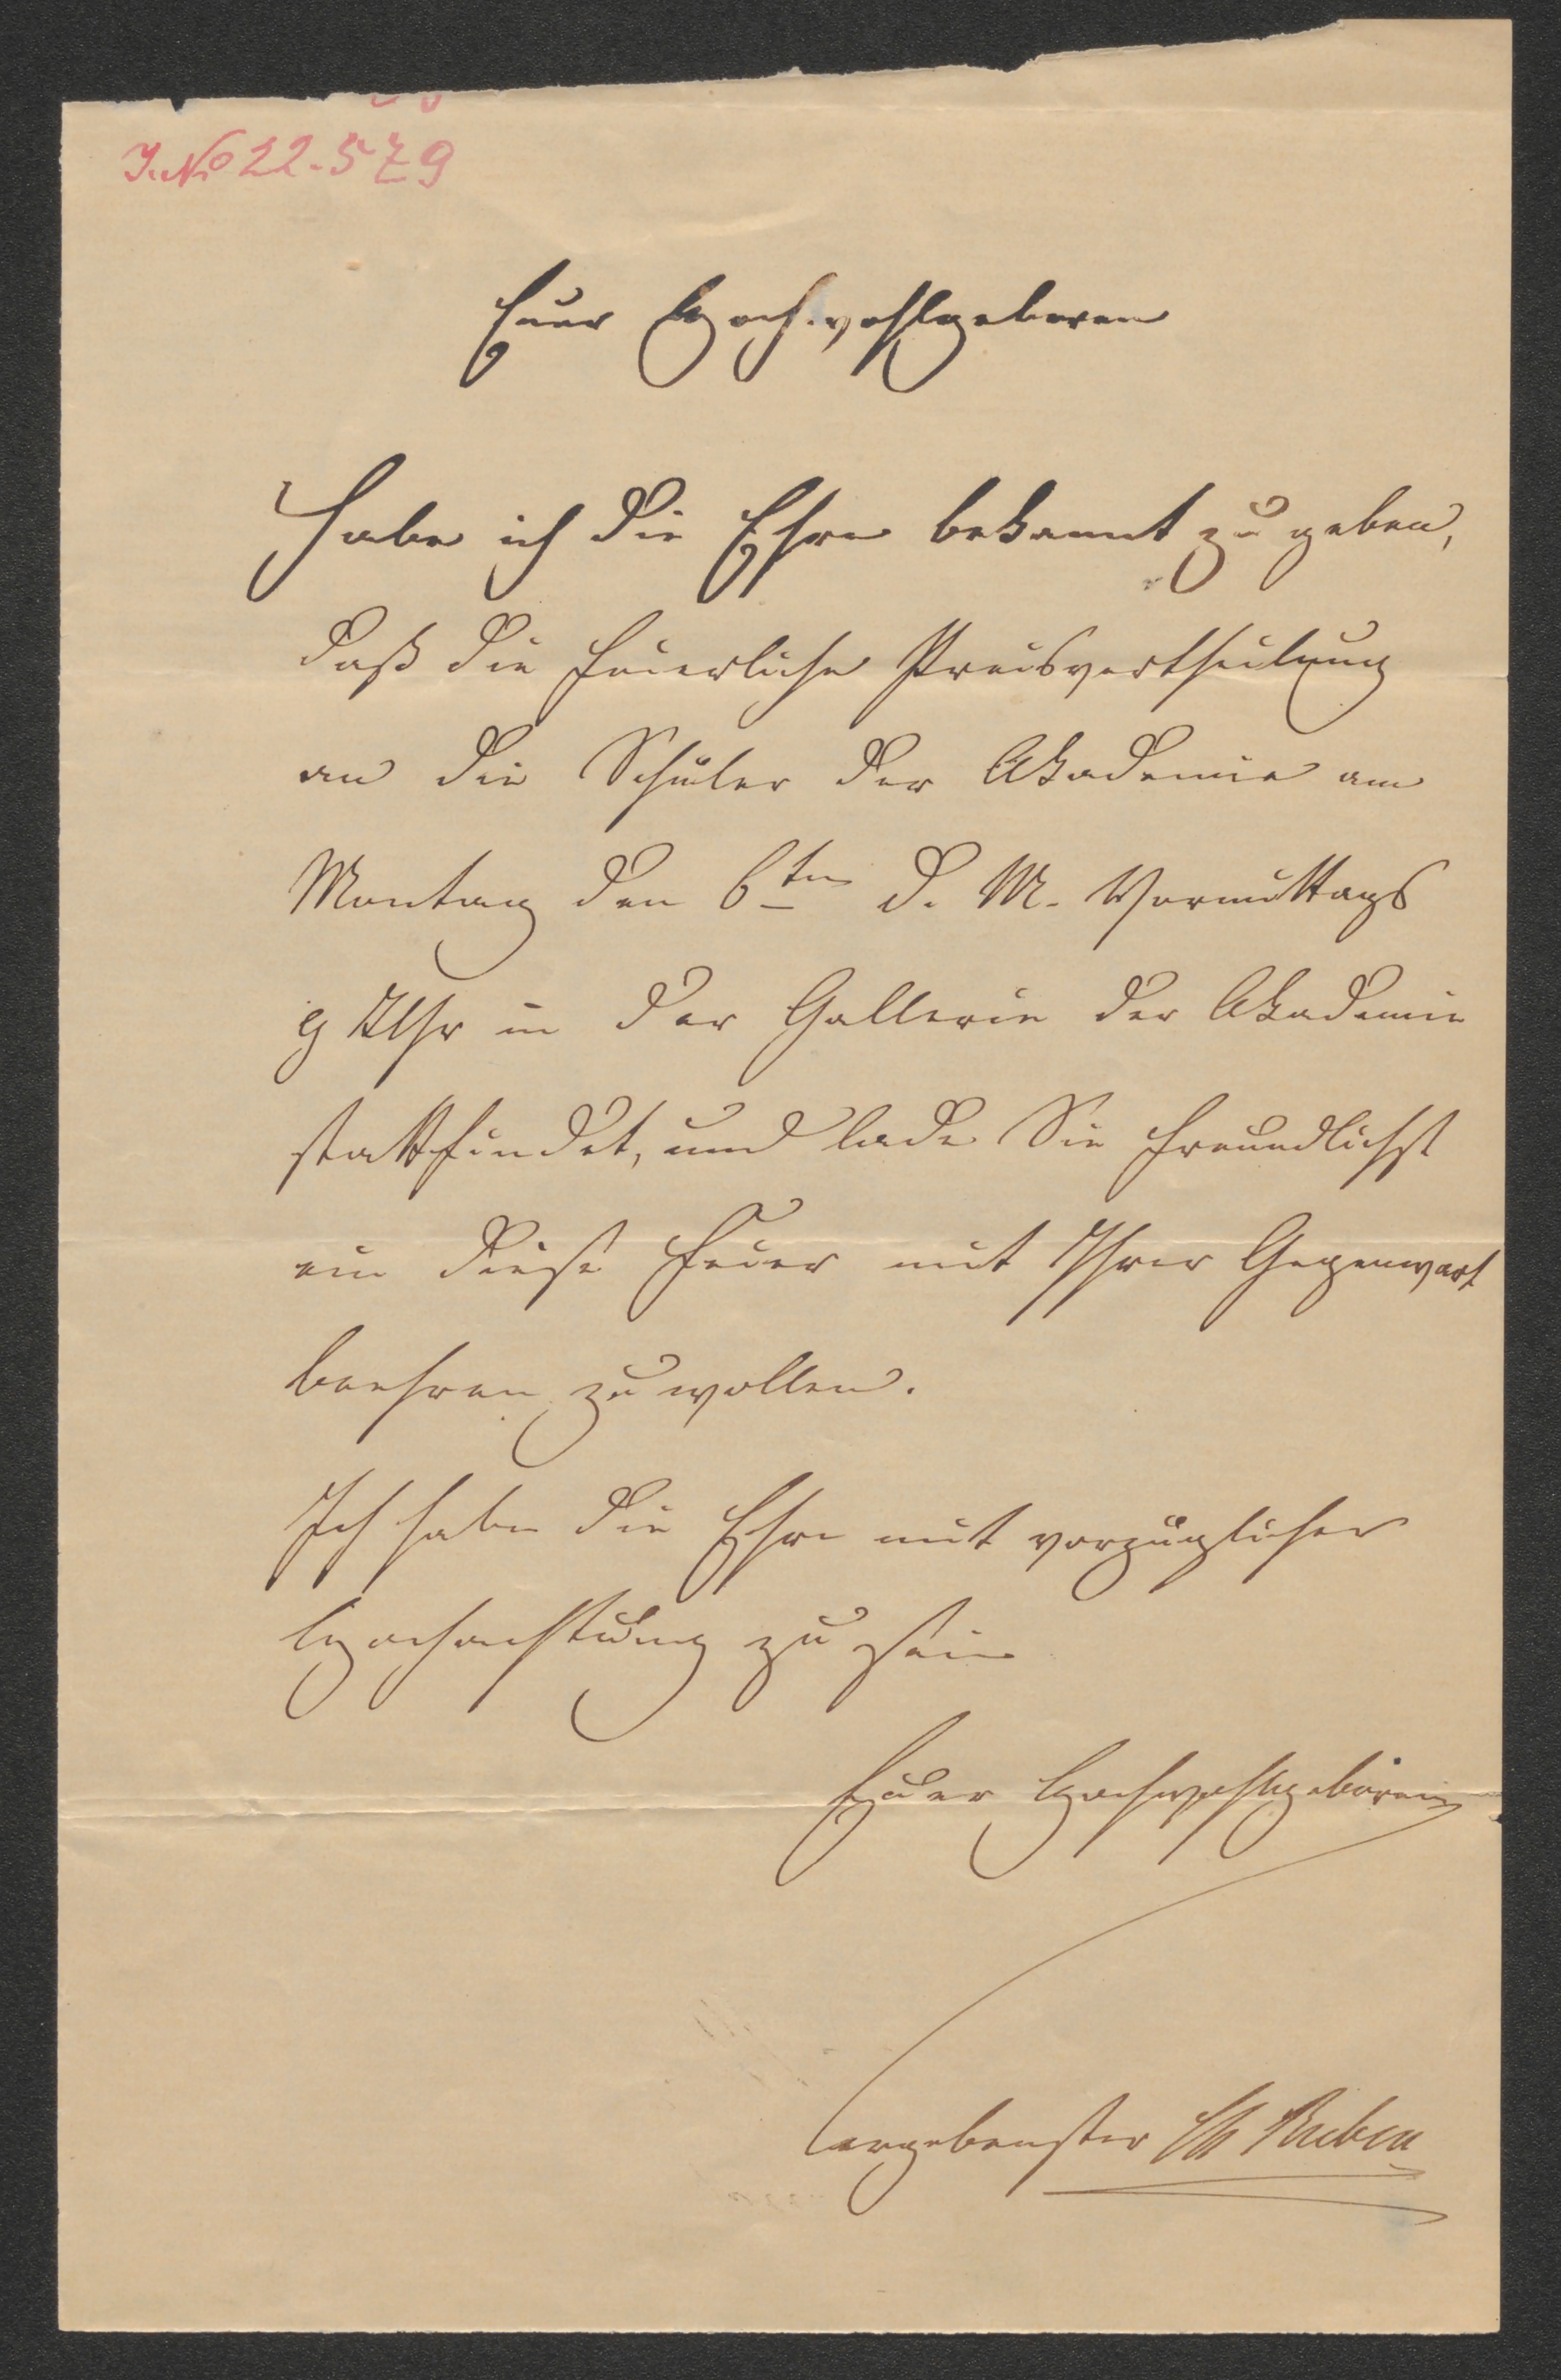 J. No 22.579
Euer Hochwohlgeboren
Habe ich die Ehre bekannt zu geben,
daß die feierliche Preisvertheilung
an die Schüler der Akademie am
Montag den 6ten d. M. Vormittags
9 Uhr in der Gallerie der Akademie
stattfindet, und lade Sie freundlichst
ein diese Feier mit Ihrer Gegenwart
beehren zu wollen.
Ich habe die Ehre mit vorzüglicher
Hochachtung zu sein
Euer Hochwohlgeboren
ergebenster Ch Ruben